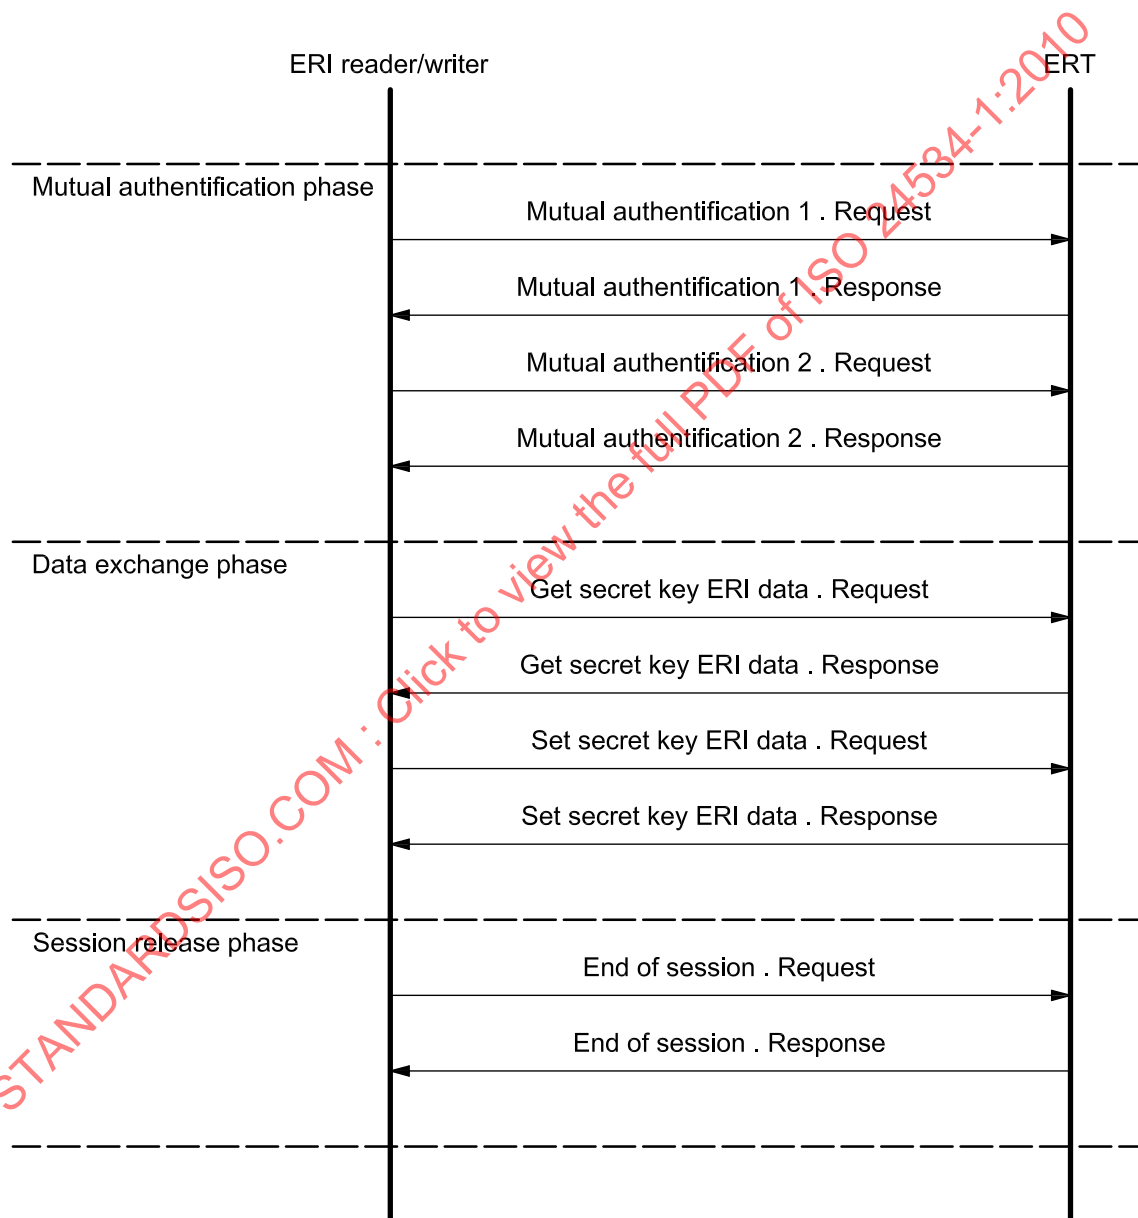 ERI reader/writer
ERT
Mutual authentification phase
Mutual authentification 1 . Request
Mutual authentification 1 . Response
Mutual authentification 2 . Request
Mutual authentification 2 . Response
Data exchange phase
Get secret key ERI data . Request
Get secret key ERI data . Response
Set secret key ERI data . Request
Set secret key ERI data . Response
Session release phase
End of session . Request
End of session . Response
STANDARDSISO.COM : Click to view the full PDF of ISO 24534-1:2010